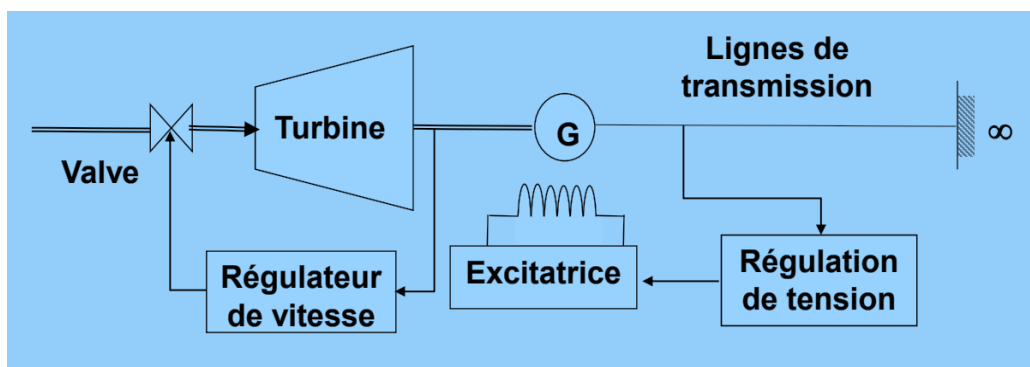 Lignes de
transmission
Turbine
G
∞
Valve
Régulateur
de vitesse
Excitatrice
Régulation
de tension